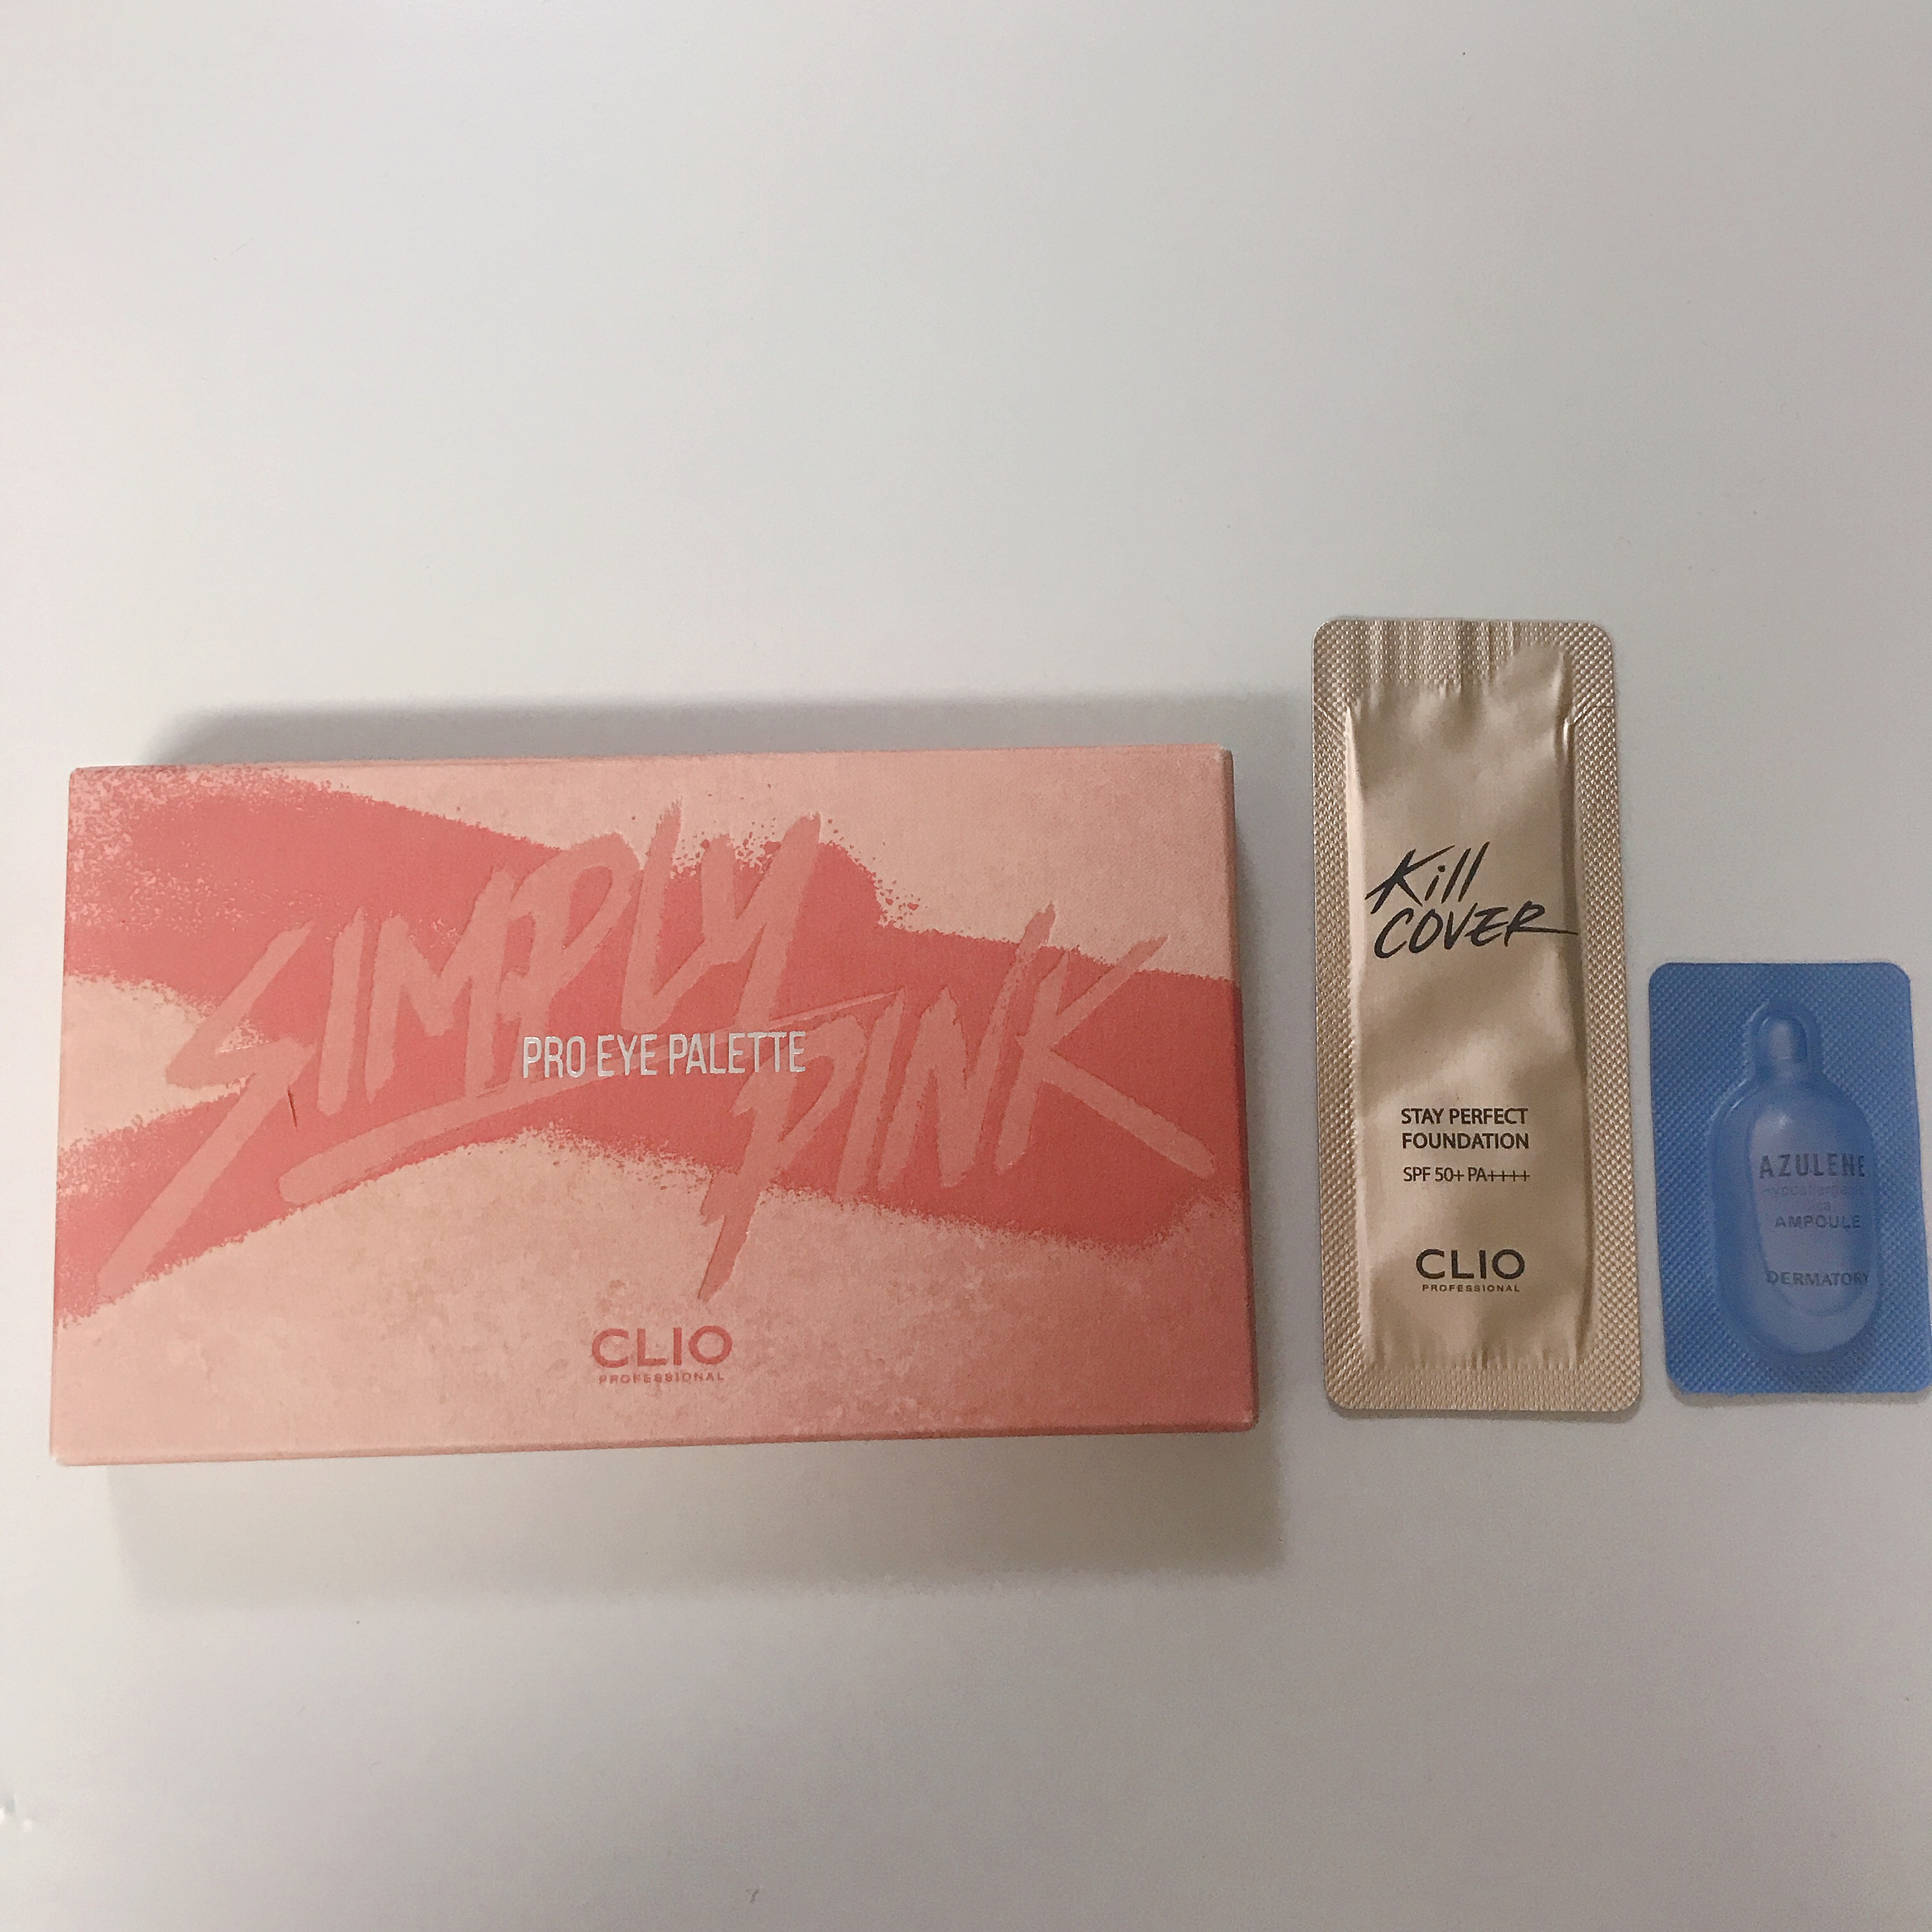 SIMPLY
PINK
PRO EYE PALETTE
CLIO
PROFESSIONAL
Kill
COVER
STAY PERFECT
FOUNDATION
SPF 50+ PA++++
CLIO
PROFESSIONAL
AZULENE
AMPOULE
DERMATORY